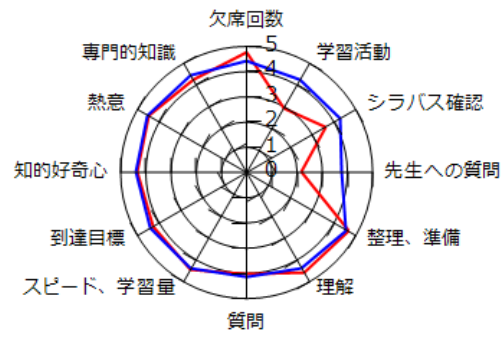 欠席回数
学習活動
シラバス確認
先生への質問
整理、準備
理解
質問
スピード、学習量
到達目標
知的好奇心
熱意
専門的知識
5
4
3
2
1
0